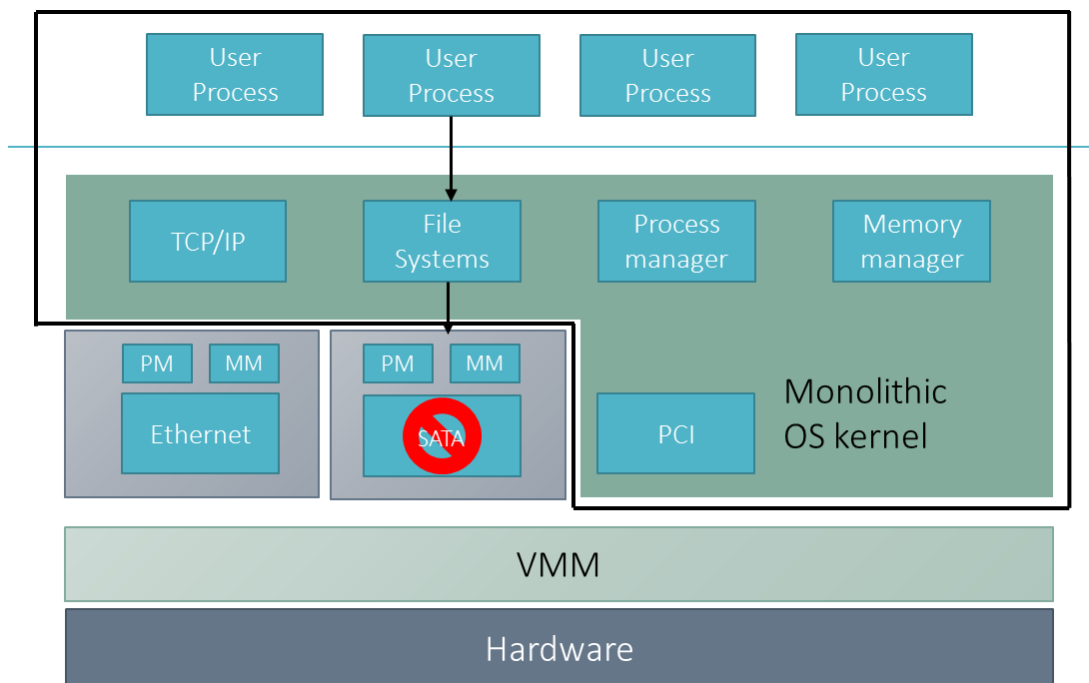 User
Process
User
Process
User
Process
User
Process
TCP/IP
File
Systems
Process
manager
Memory
manager
PM
MM
Ethernet
PM
MM
SATA
PCI
Monolithic
OS kernel
VMM
Hardware